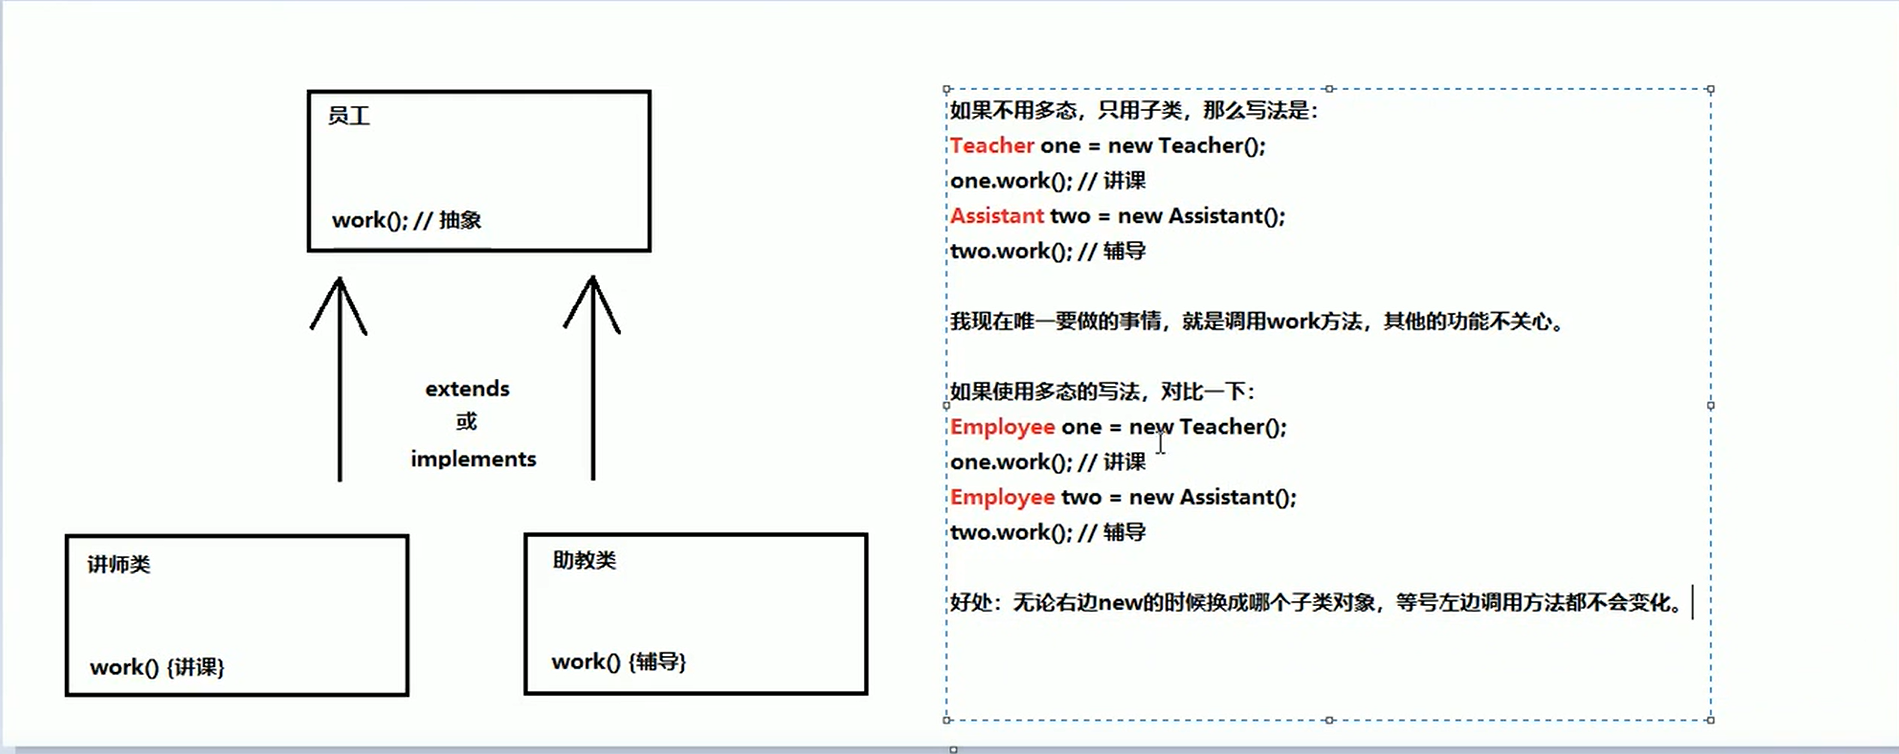 员工
work(); // 抽象
extends
或
implements
讲师类
work() {讲课}
助教类
work() {辅导}
如果不用多态，只用子类，那么写法是：
Teacher one = new Teacher();
one.work(); // 讲课
Assistant two = new Assistant();
two.work(); // 辅导
我现在唯一要做的事情，就是调用work方法，其他的功能不关心。
如果使用多态的写法，对比一下：
Employee one = new Teacher();
one.work(); // 讲课
Employee two = new Assistant();
two.work(); // 辅导
好处：无论右边new的时候换成哪个子类对象，等号左边调用方法都不会变化。